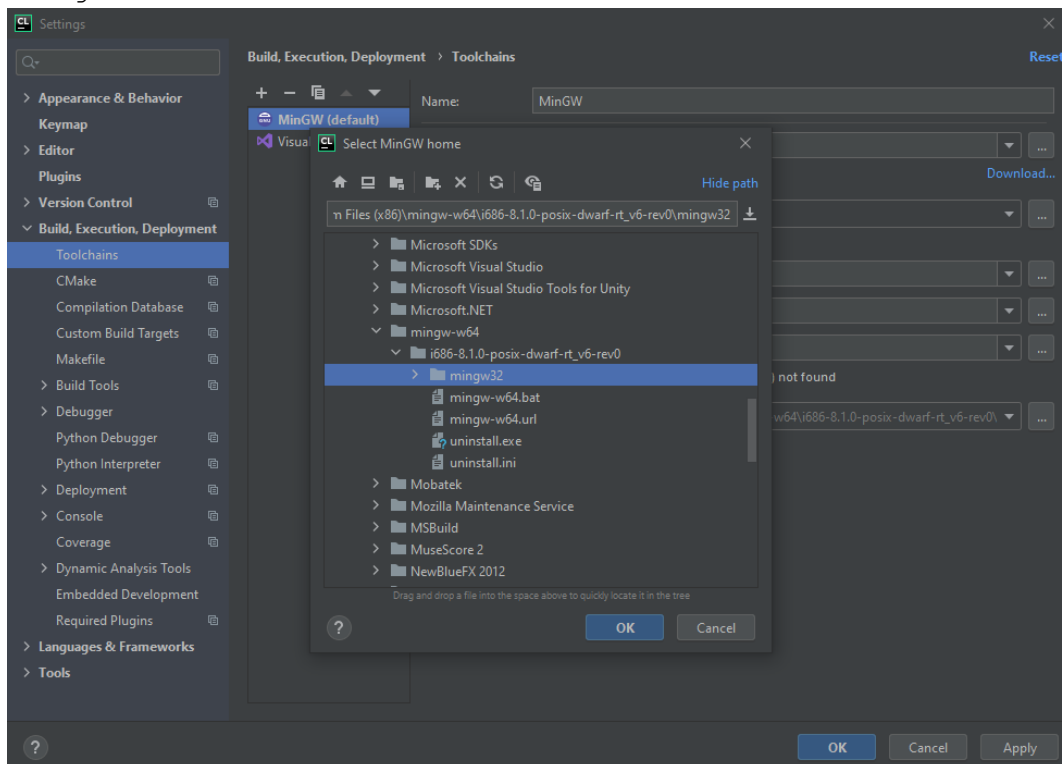 Settings
Build, Execution, Deployment › Toolchains
Reset
Appearance & Behavior
Keymap
Editor
Plugins
Version Control
Build, Execution, Deployment
Toolchains
CMake
Compilation Database
Custom Build Targets
Makefile
Build Tools
Debugger
Python Debugger
Python Interpreter
Deployment
Console
Coverage
Dynamic Analysis Tools
Embedded Development
Required Plugins
Languages & Frameworks
Tools
MinGW (default)
Visua
Name: MinGW
...
Download...
...
...
...
...
) not found
w64\i686-8.1.0-posix-dwarf-rt_v6-rev0\ ...
Select MinGW home
Hide path
n Files (x86)\mingw-w64\i686-8.1.0-posix-dwarf-rt_v6-rev0\mingw32
Microsoft SDKs
Microsoft Visual Studio
Microsoft Visual Studio Tools for Unity
Microsoft.NET
mingw-w64
i686-8.1.0-posix-dwarf-rt_v6-rev0
mingw32
mingw-w64.bat
mingw-w64.url
uninstall.exe
uninstall.ini
Mobatek
Mozilla Maintenance Service
MSBuild
MuseScore 2
NewBlueFX 2012
Drag and drop a file into the space above to quickly locate it in the tree
?
OK
Cancel
?
OK
Cancel
Apply